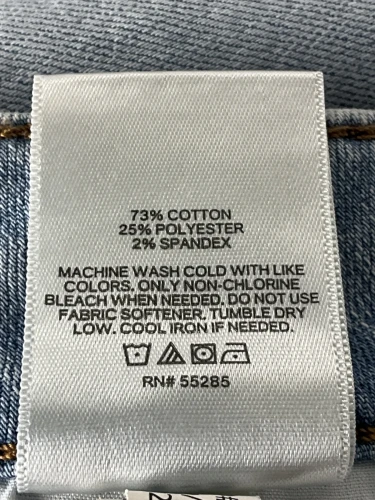 73% COTTON
25% POLYESTER
2% SPANDEX
MACHINE WASH COLD WITH LIKE
COLORS. ONLY NON-CHLORINE
BLEACH WHEN NEEDED. DO NOT USE
FABRIC SOFTENER. TUMBLE DRY
LOW. COOL IRON IF NEEDED.
RN# 55285